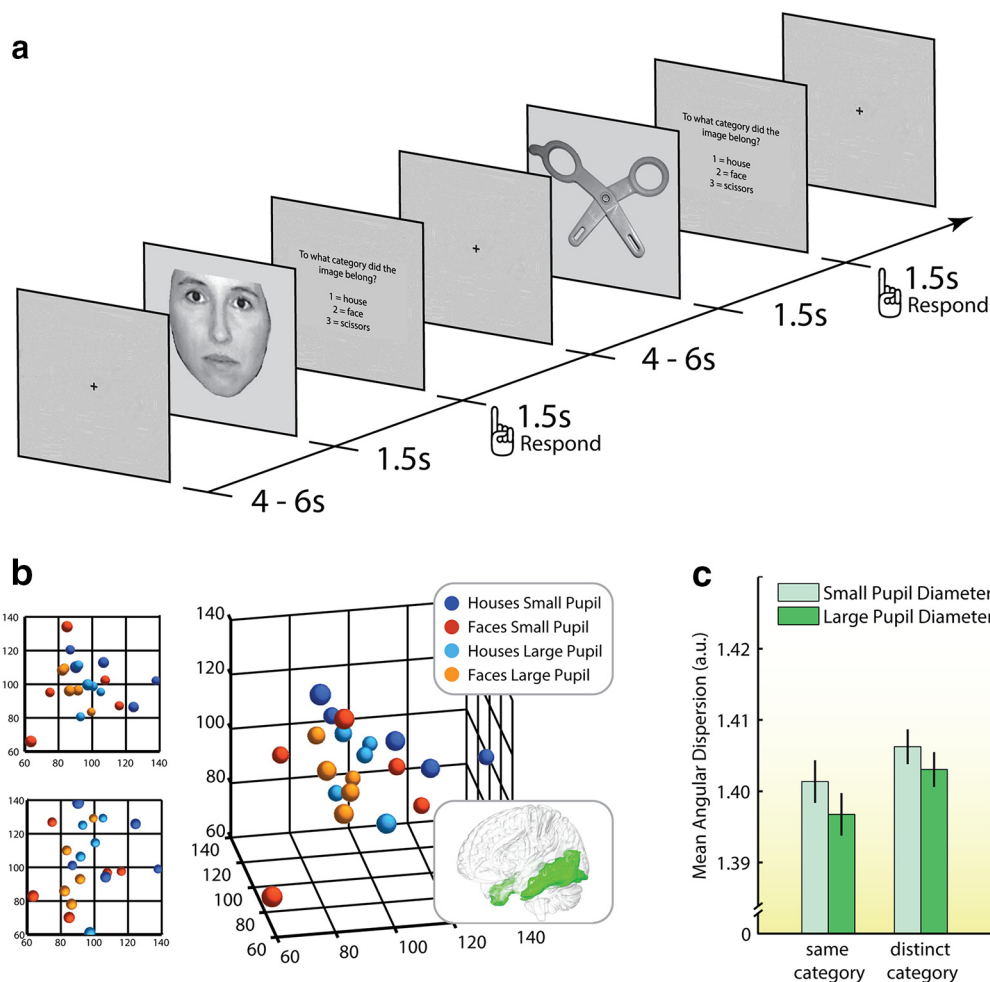 a
To what category did the
image belong?
1 = house
2 = face
3 = scissors
To what category did the
image belong?
1 = house
2 = face
3 = scissors
4 - 6s
1.5s
1.5s
Respond
4 - 6s
1.5s
1.5s
Respond
b
140
120
100
80
60
60 80 100 120 140
140
120
100
80
60
60 80 100 120 140
140
120
100
80
60
140
120
100
80
60
60
80
100
120
140
Houses Small Pupil
Faces Small Pupil
Houses Large Pupil
Faces Large Pupil
c
Small Pupil Diameter
Large Pupil Diameter
Mean Angular Dispersion (a.u.)
1.42
1.41
1.40
1.39
0
same
category
distinct
category